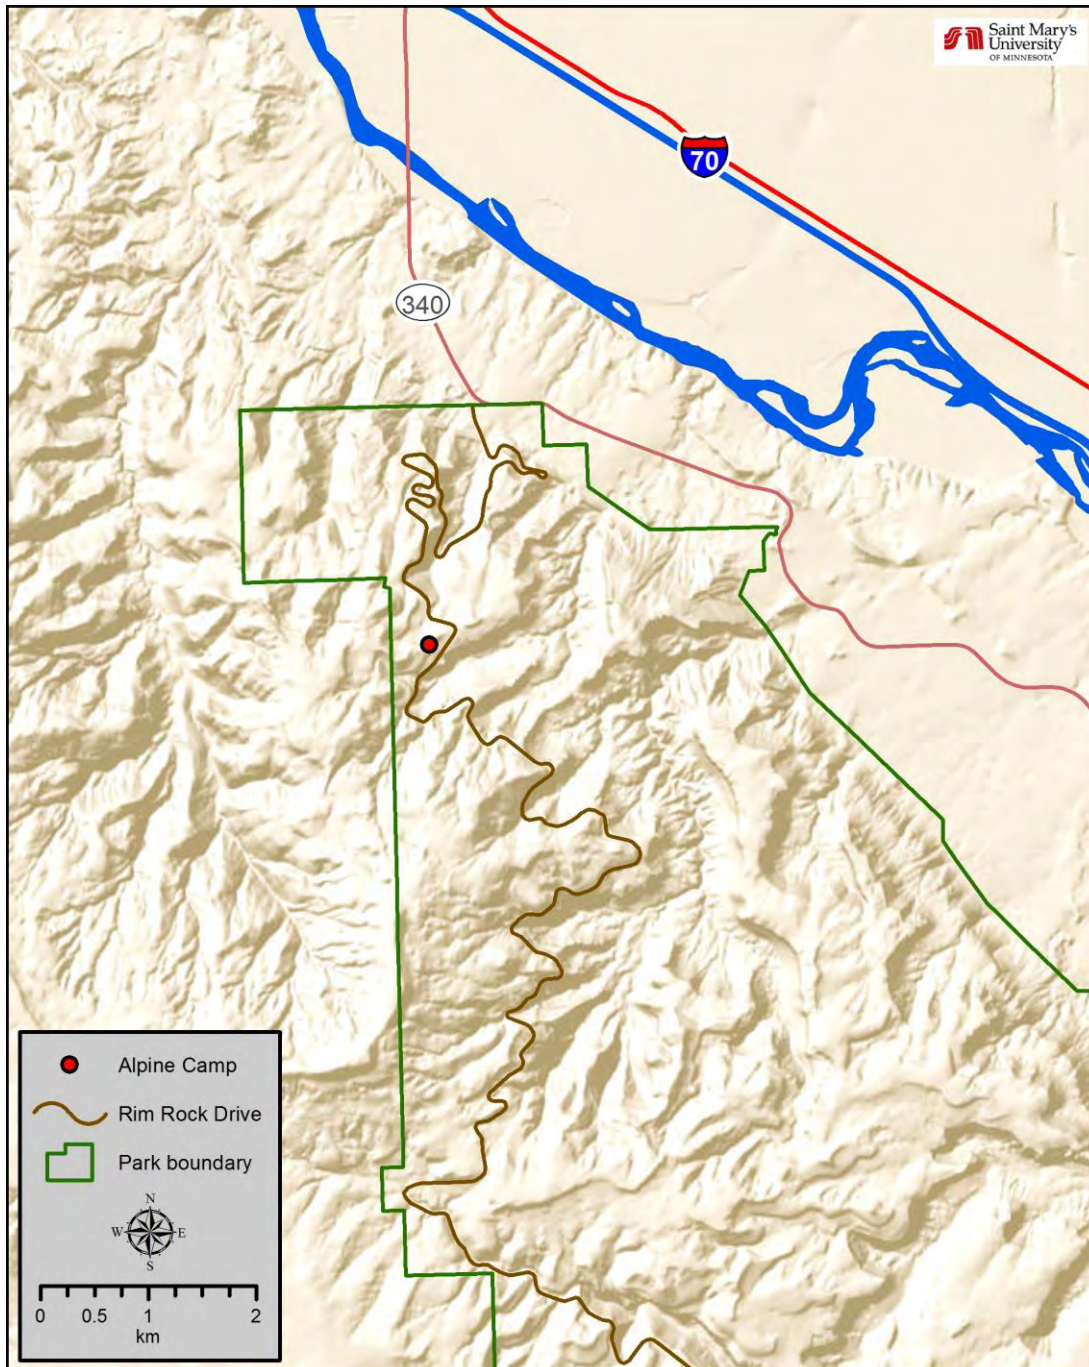 Saint Mary's
University
OF MINNESOTA
70
340
Alpine Camp
Rim Rock Drive
Park boundary
N
W E
S
0 0.5 1 2
km